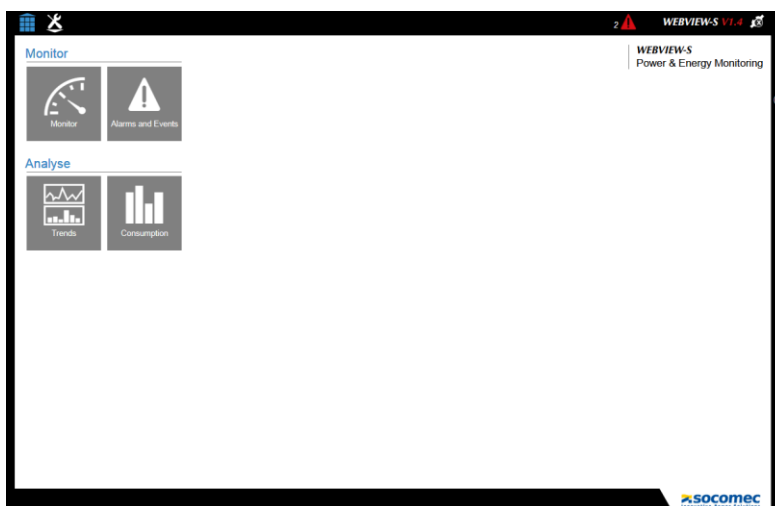 2
WEBVIEW-S V1.4
Monitor
WEBVIEW-S
Power & Energy Monitoring
Monitor
Alarms and Events
Analyse
Trends
Consumption
socomec